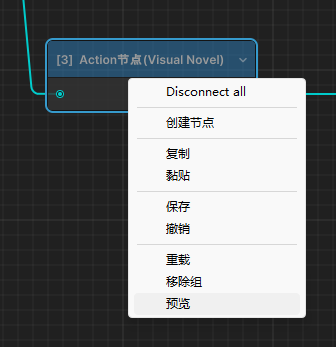 [3] Action节点(Visual Novel)
Disconnect all
创建节点
复制
黏贴
保存
撤销
重载
移除组
预览